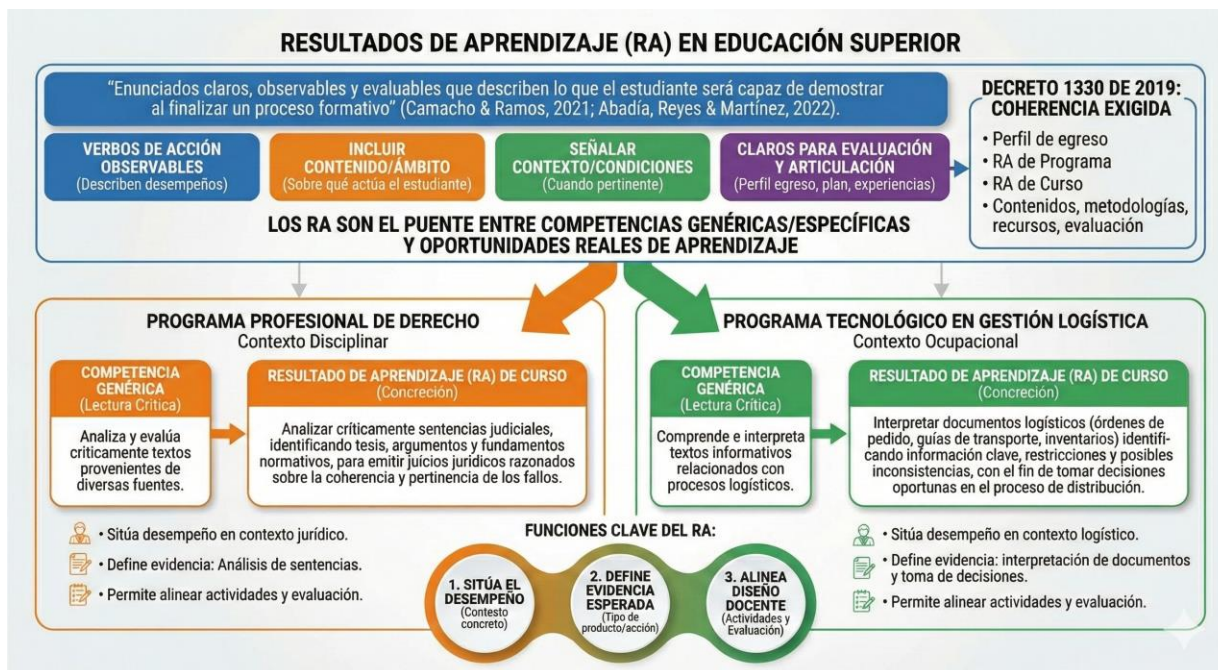 RESULTADOS DE APRENDIZAJE (RA) EN EDUCACIÓN SUPERIOR
“Enunciados claros, observables y evaluables que describen lo que el estudiante será capaz de demostrar
al finalizar un proceso formativo” (Camacho & Ramos, 2021; Abadía, Reyes & Martínez, 2022).
VERBOS DE ACCIÓN
OBSERVABLES
(Describen desempeños)
INCLUIR
CONTENIDO/ÁMBITO
(Sobre qué actúa el estudiante)
SEÑALAR
CONTEXTO/CONDICIONES
(Cuando pertinente)
CLAROS PARA EVALUACIÓN
Y ARTICULACIÓN
(Perfil egreso, plan, experiencias)
DECRETO 1330 DE 2019:
COHERENCIA EXIGIDA
• Perfil de egreso
• RA de Programa
• RA de Curso
• Contenidos, metodologías,
recursos, evaluación
LOS RA SON EL PUENTE ENTRE COMPETENCIAS GENÉRICAS/ESPECÍFICAS
Y OPORTUNIDADES REALES DE APRENDIZAJE
PROGRAMA PROFESIONAL DE DERECHO
Contexto Disciplinar
COMPETENCIA
GENÉRICA
(Lectura Critica)
Analiza y evalúa
criticamente textos
provenientes de
diversas fuentes.
RESULTADO DE APRENDIZAJE (RA) DE CURSO
(Concreción)
Analizar críticamente sentencias judiciales,
identificando tesis, argumentos y fundamentos
normativos, para emitir juícios jurídicos razonados
sobre la coherencia y pertinencia de los fallos.
• Sitúa desempeño en contexto jurídico.
• Define evidencia: Análisis de sentencias.
• Permite alinear actividades y evaluación.
PROGRAMA TECNOLÓGICO EN GESTIÓN LOGÍSTICA
Contexto Ocupacional
COMPETENCIA
GENÉRICA
(Lectura Crítica)
Comprende e interpreta
textos informativos
relacionados con
procesos logísticos.
RESULTADO DE APRENDIZAJE (RA) DE CURSO
(Concreción)
Interpretar documentos logísticos (órdenes de
pedido, guías de transporte, inventarios) identifi-
cando información clave, restricciones y posibles
inconsistencias, con el fin de tomar decisiones
oportunas en el proceso de distribución.
• Sitúa desempeño en contexto logístico.
• Define evidencia: interpretación de documentos
y toma de decisiones.
• Permite alinear actividades y evaluación.
FUNCIONES CLAVE DEL RA:
1. SITÚA EL
DESEMPEÑO
(Contexto
concreto)
2. DEFINE
EVIDENCIA
ESPERADA
(Tipo de
producto/acción)
3. ALINEA
DISEÑO
DOCENTE
(Actividades y
Evaluación)